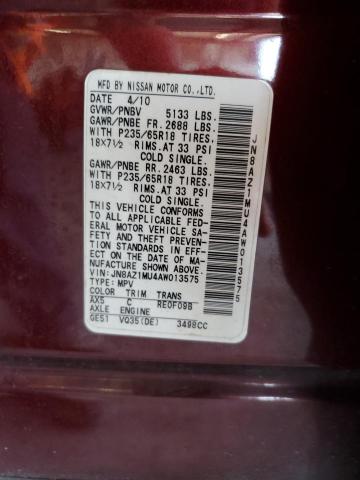 MFD BY NISSAN MOTOR CO.,LTD.
DATE 4/10
GVWR/PNBV 5133 LBS.
GAWR/PNBE FR. 2688 LBS.
WITH P235/65R18 TIRES,
18X7½ RIMS.AT 33 PSI
COLD SINGLE.
GAWR/PNBE RR. 2463 LBS.
WITH P235/65R18 TIRES,
18X7½ RIMS.AT 33 PSI
COLD SINGLE.
THIS VEHICLE CONFORMS
TO ALL APPLICABLE FED-
ERAL MOTOR VEHICLE SA-
FETY AND THEFT PREV-
ENTION STANDARDS IN EFF-
ECT ON THE DATE OF MA-
NUFACTURE SHOWN ABOVE.
VIN:JN8AZ1MU4AW013575
TYPE: MPV
COLOR TRIM TRANS
AX5 C RE0F09B
AXLE ENGINE
GE51 VQ35(DE) 3498CC
JN8AZ1MU4AW013575